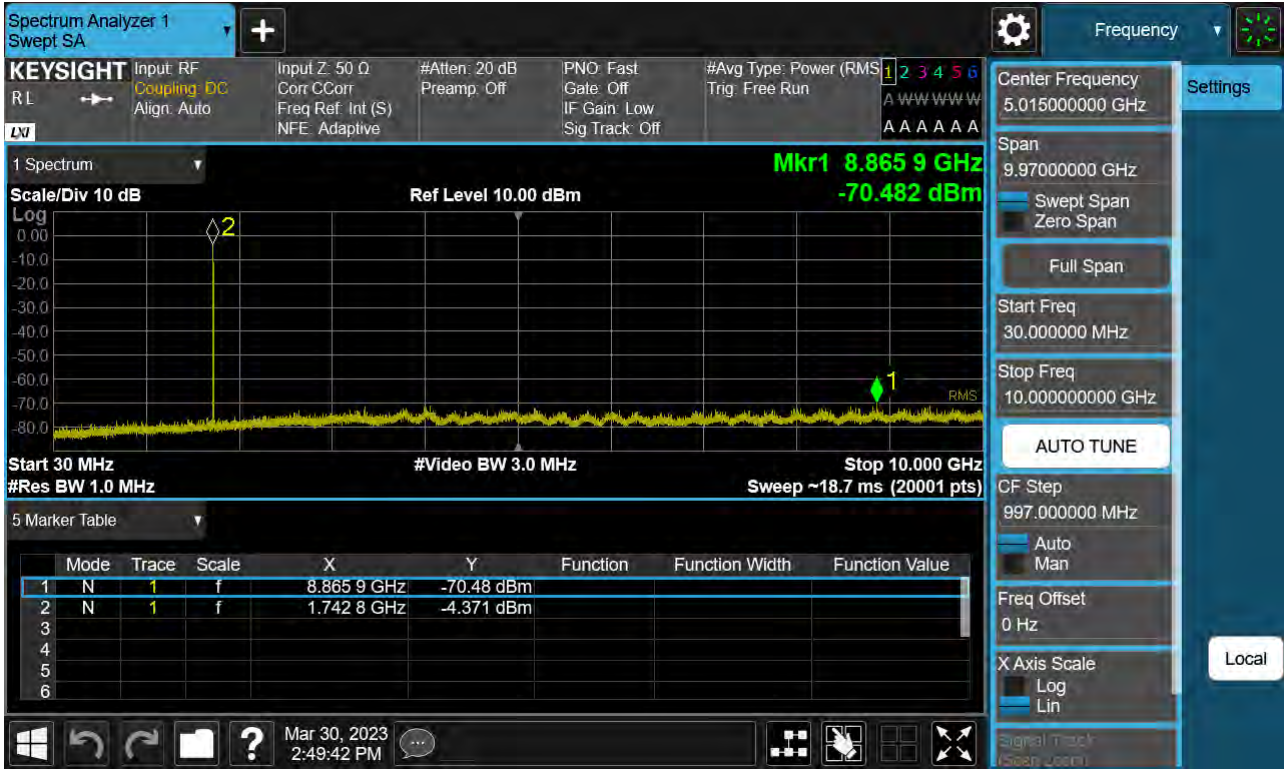 Spectrum Analyzer 1
Swept SA
Frequency
KEYSIGHT
R L
LXI
Input: RF
Coupling: DC
Align: Auto
Input Z: 50 Ω
Corr CCorr
Freq Ref: Int (S)
NFE: Adaptive
#Atten: 20 dB
Preamp: Off
PNO: Fast
Gate: Off
IF Gain: Low
Sig Track: Off
#Avg Type: Power (RMS
Trig: Free Run
1 2 3 4 5 6
A W W W W W
A A A A A A
1 Spectrum
Scale/Div 10 dB
Ref Level 10.00 dBm
Mkr1 8.865 9 GHz
-70.482 dBm
Log
0.00
-10.0
-20.0
-30.0
-40.0
-50.0
-60.0
-70.0
-80.0
2
1
RMS
Start 30 MHz
#Video BW 3.0 MHz
Stop 10.000 GHz
#Res BW 1.0 MHz
Sweep ~18.7 ms (20001 pts)
5 Marker Table
Mode Trace Scale X Y Function Function Width Function Value
1 N 1 f 8.865 9 GHz -70.48 dBm
2 N 1 f 1.742 8 GHz -4.371 dBm
3
4
5
6
Mar 30, 2023
2:49:42 PM
Center Frequency
5.015000000 GHz
Span
9.97000000 GHz
Swept Span
Zero Span
Full Span
Start Freq
30.000000 MHz
Stop Freq
10.000000000 GHz
AUTO TUNE
CF Step
997.000000 MHz
Auto
Man
Freq Offset
0 Hz
X Axis Scale
Log
Lin
Signal Track
(Span Zoom)
Settings
Local